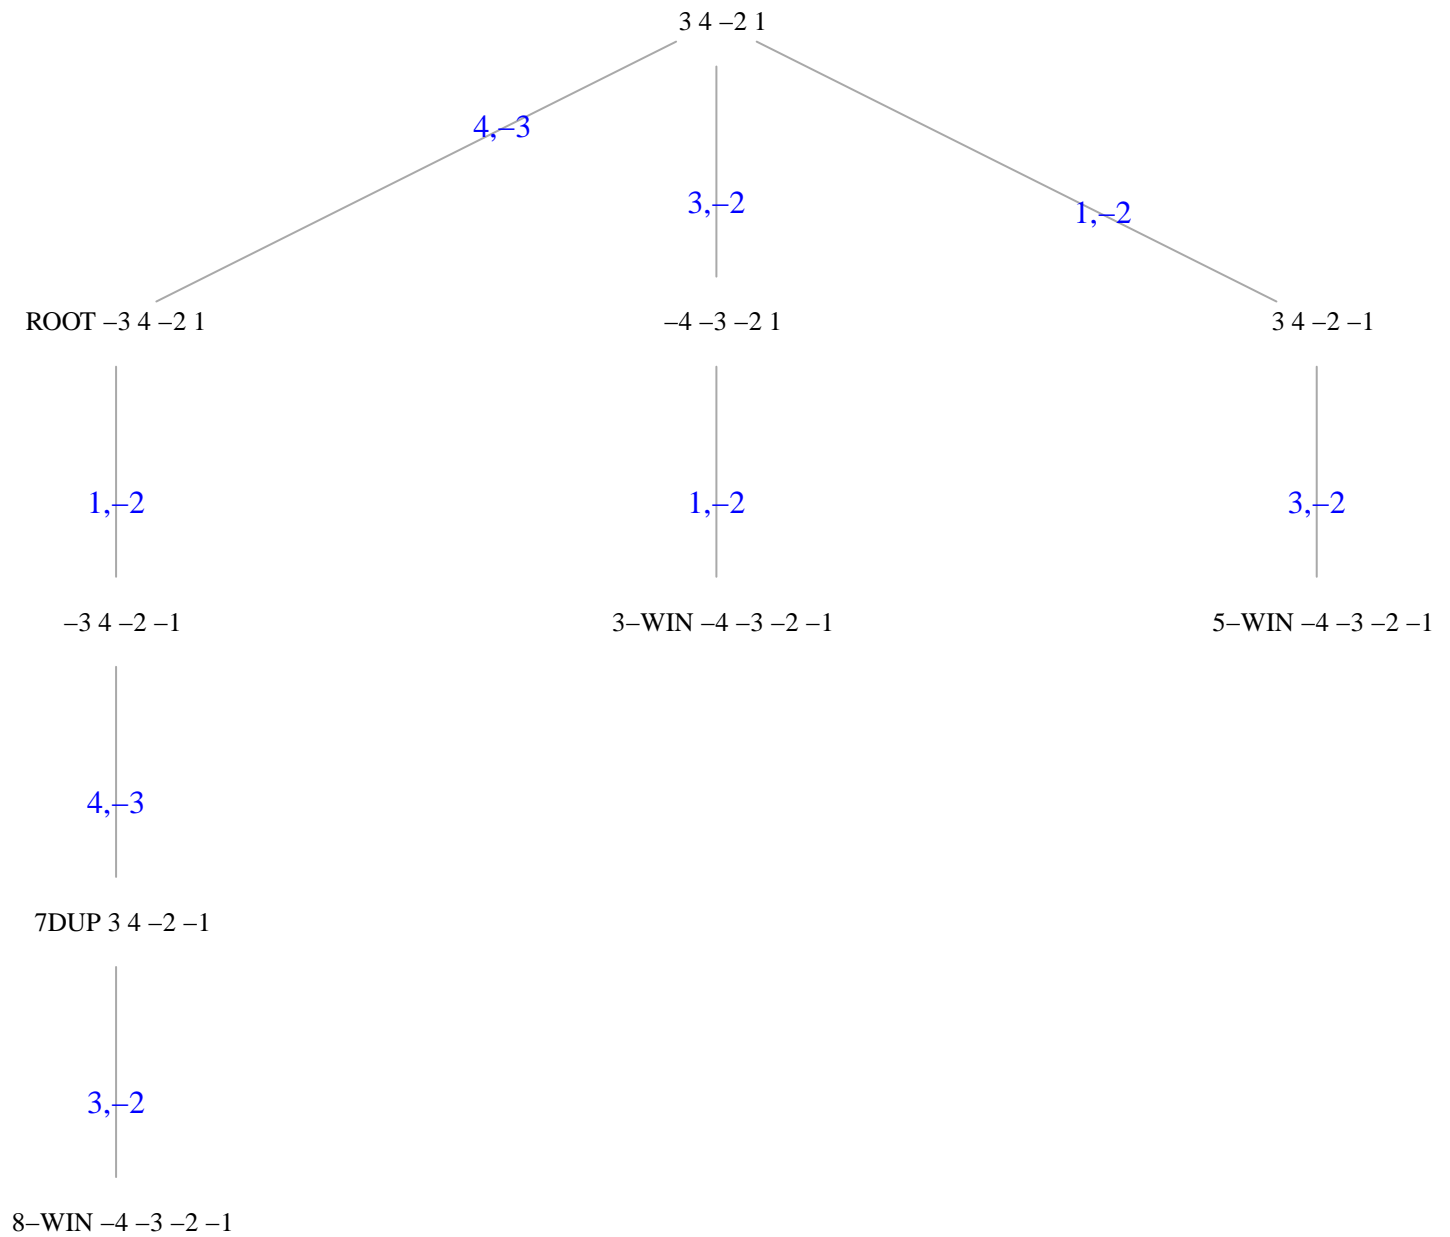 3 4 –2 1
4,–3
3,–2
1,–2
ROOT –3 4 –2 1
–4 –3 –2 1
3 4 –2 –1
1,–2
1,–2
3,–2
–3 4 –2 –1
3–WIN –4 –3 –2 –1
5–WIN –4 –3 –2 –1
4,–3
7DUP 3 4 –2 –1
3,–2
8–WIN –4 –3 –2 –1